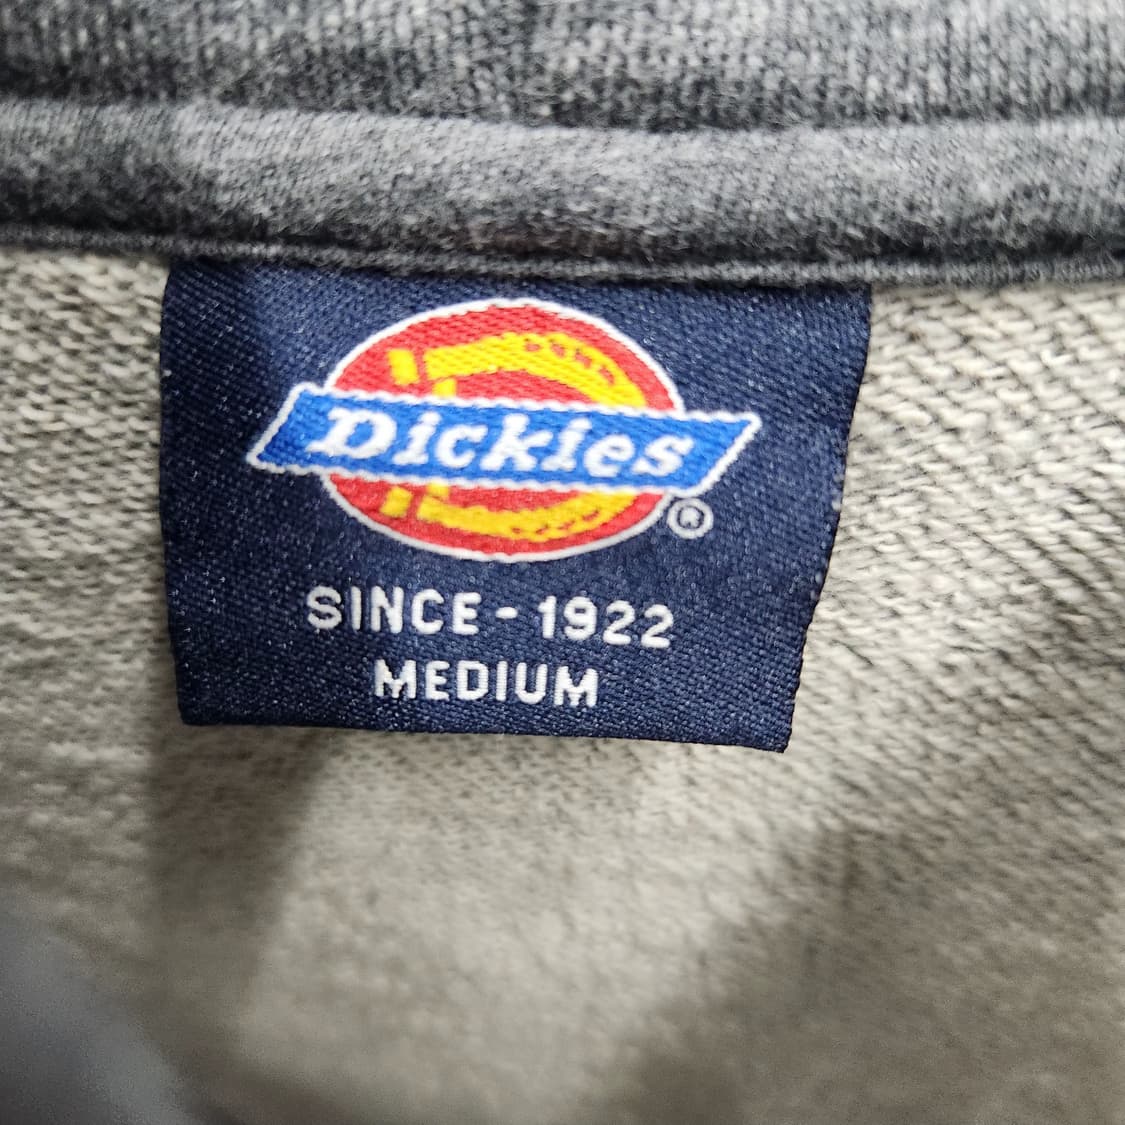 Dickies
®
SINCE - 1922
MEDIUM